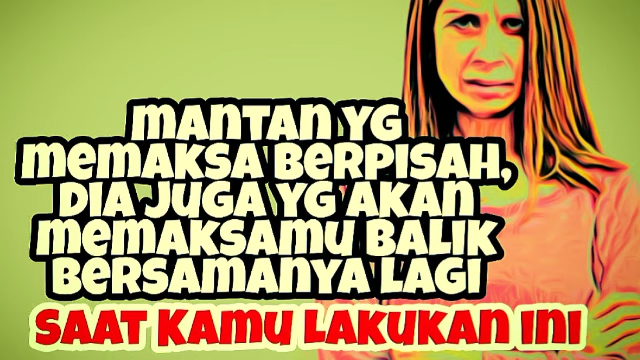 mantan yg
memaksa berpisah,
dia juga yg akan
memaksamu balik
bersamanya lagi
saat kamu lakukan ini